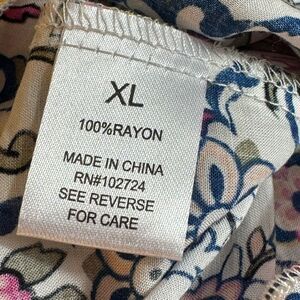 XL
100%RAYON
MADE IN CHINA
RN#102724
SEE REVERSE
FOR CARE